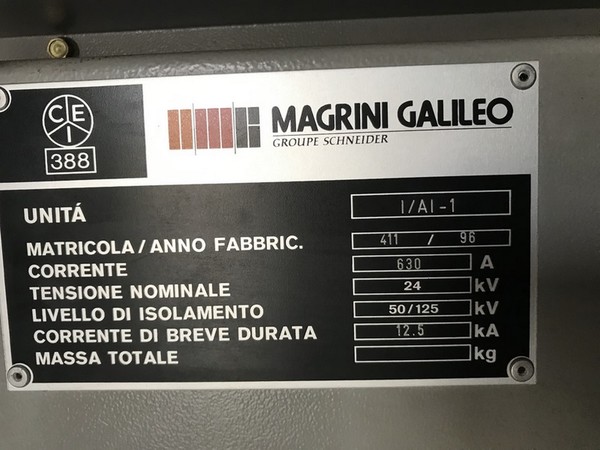 CEI
388
MAGRINI GALILEO
GROUPE SCHNEIDER
UNITÁ I/AI-1
MATRICOLA/ANNO FABBRIC. 411 / 96
CORRENTE 630 A
TENSIONE NOMINALE 24 kV
LIVELLO DI ISOLAMENTO 50/125 kV
CORRENTE DI BREVE DURATA 12.5 kA
MASSA TOTALE kg